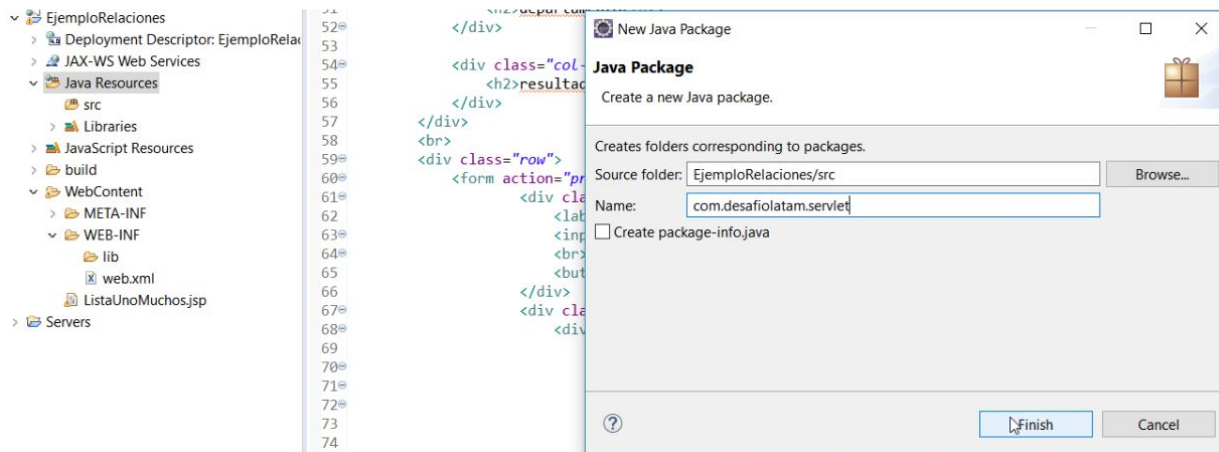 EjemploRelaciones
Deployment Descriptor: EjemploRela
JAX-WS Web Services
Java Resources
src
Libraries
JavaScript Resources
build
WebContent
META-INF
WEB-INF
lib
web.xml
ListaUnoMuchos.jsp
Servers
52 </div>
53
54 <div class="col-
55 <h2>resultad
56 </div>
57 </div>
58 <br>
59 <div class="row">
60 <form action="pr
61 <div cla
62 <lab
63 <inp
64 <br>
65 <but
66 </div>
67 <div cla
68 <div
69
70
71
72
73
74
New Java Package
Java Package
Create a new Java package.
Creates folders corresponding to packages.
Source folder: EjemploRelaciones/src Browse...
Name: com.desafiolatam.servlet
Create package-info.java
Finish Cancel